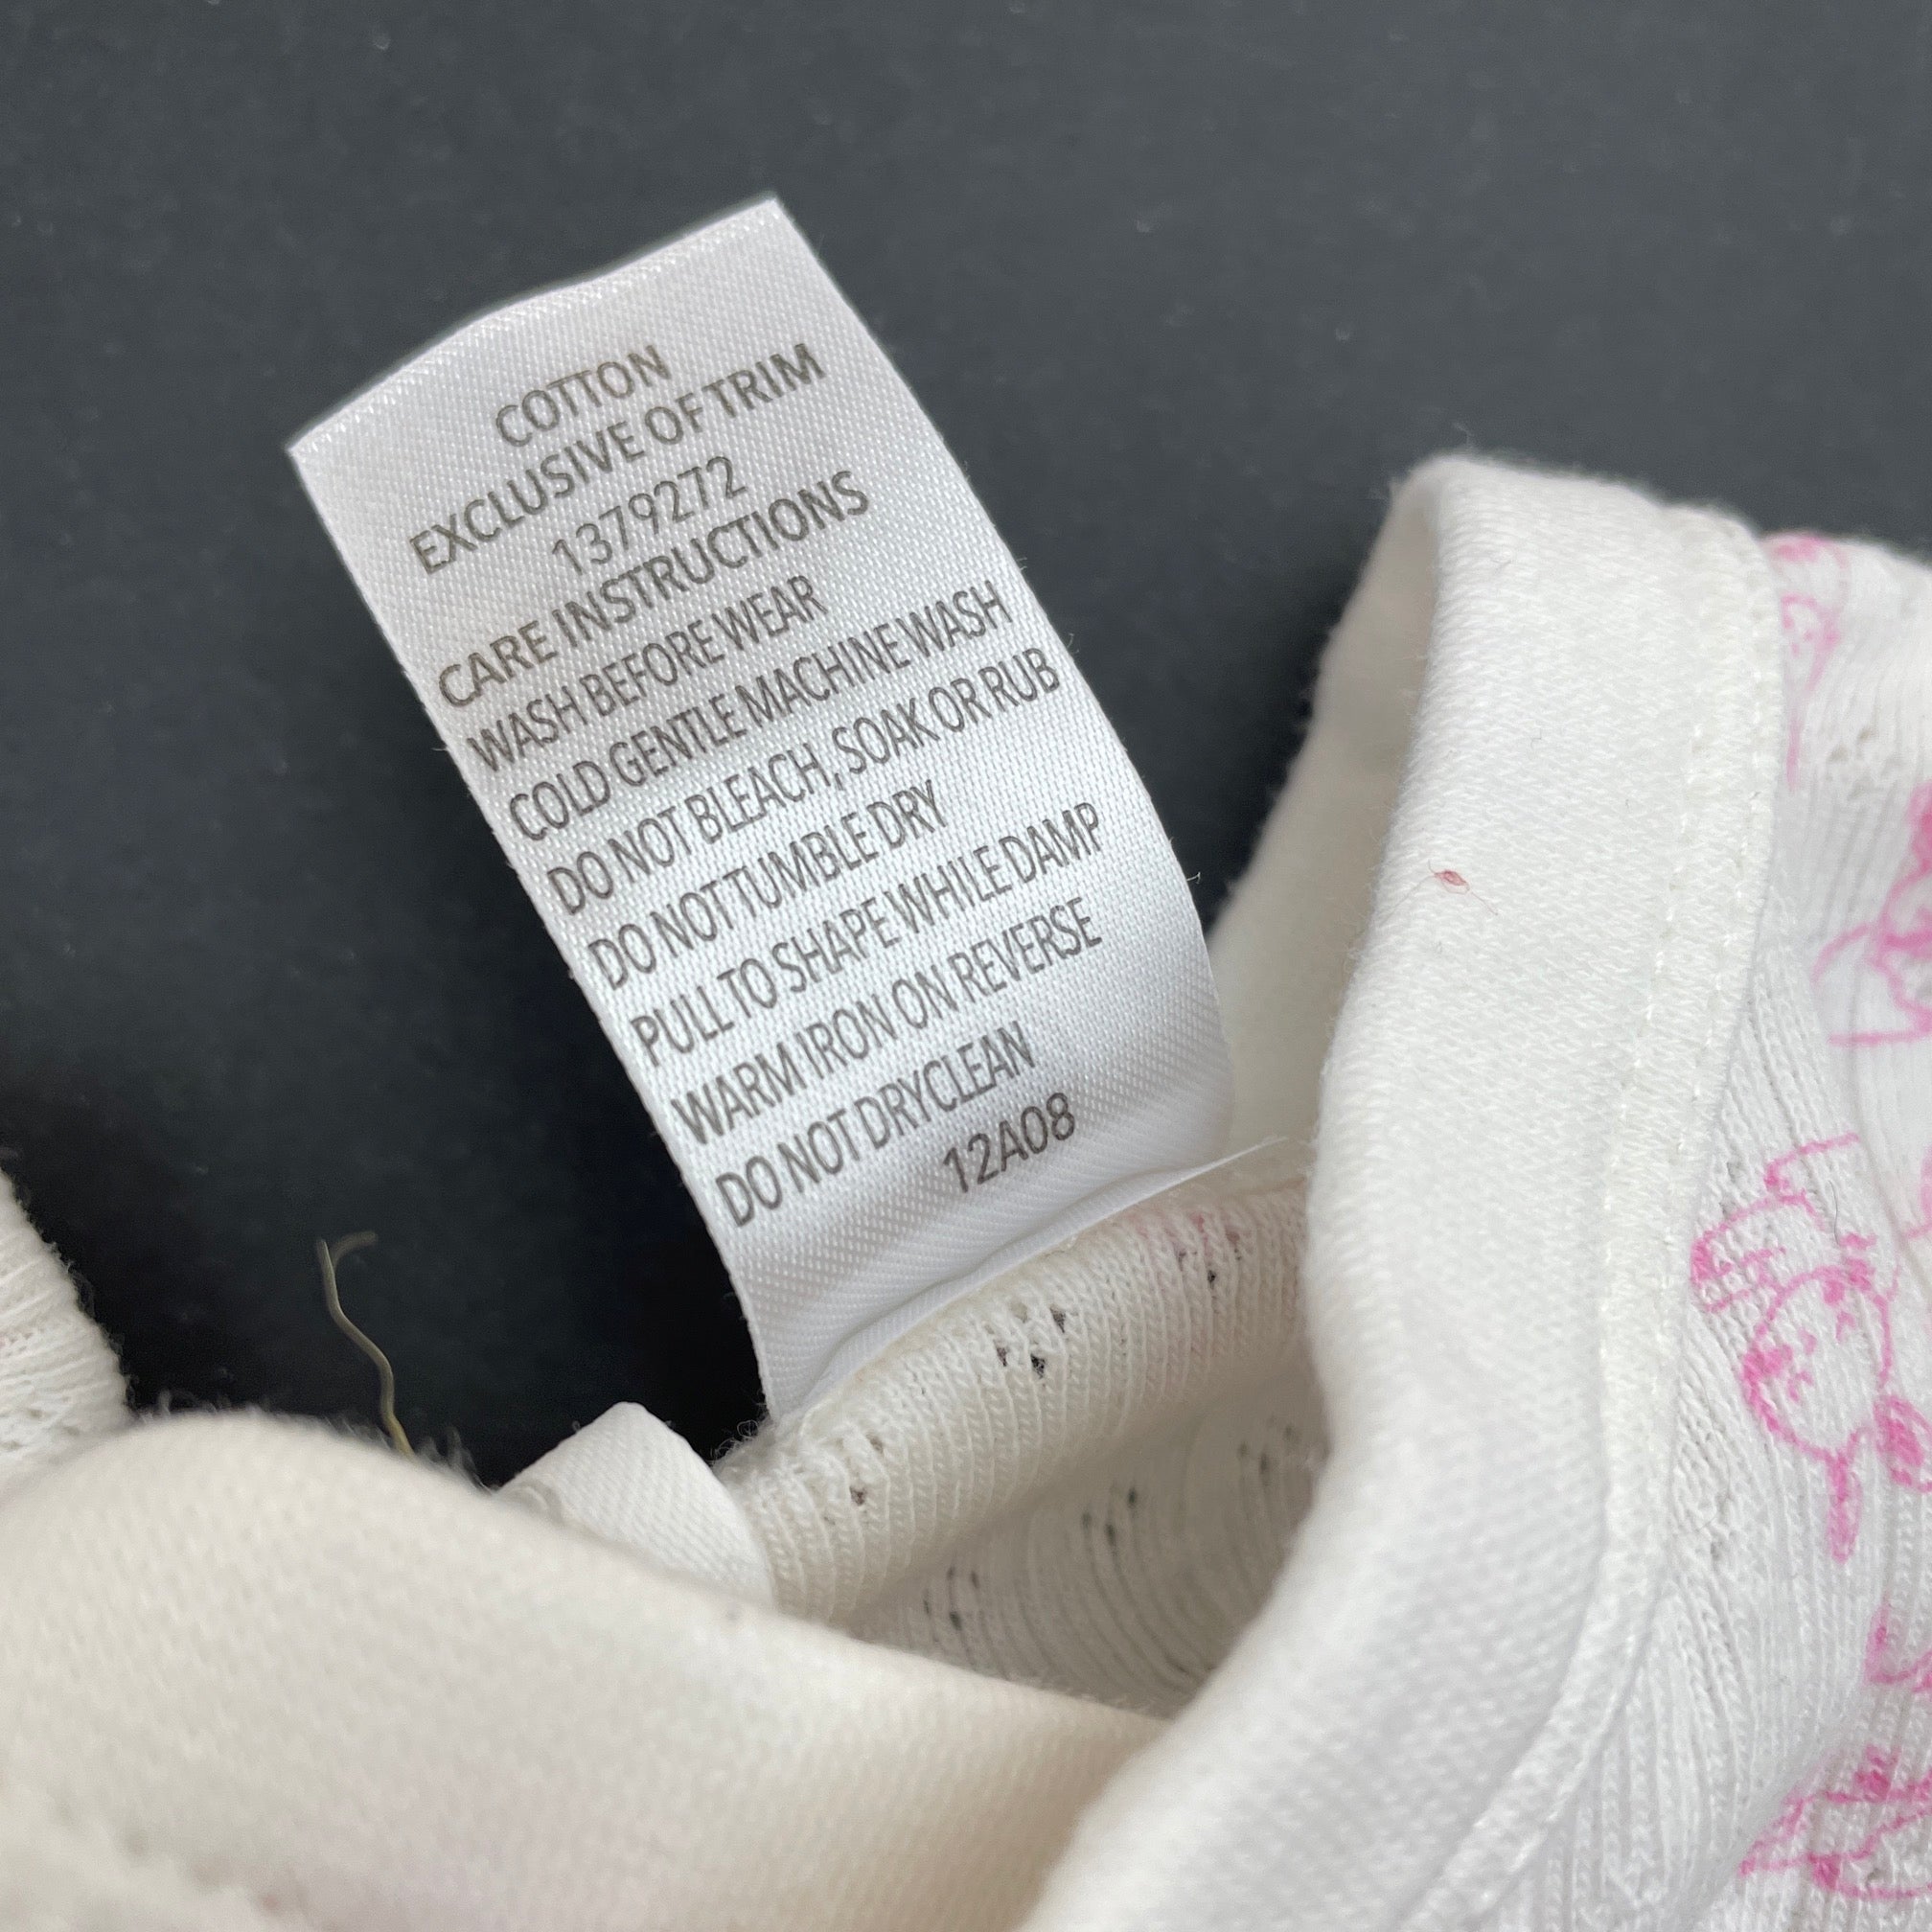 COTTON
EXCLUSIVE OF TRIM
1379272
CARE INSTRUCTIONS
WASH BEFORE WEAR
COLD GENTLE MACHINE WASH
DO NOT BLEACH, SOAK OR RUB
DO NOT TUMBLE DRY
PULL TO SHAPE WHILE DAMP
WARM IRON ON REVERSE
DO NOT DRYCLEAN
12A08